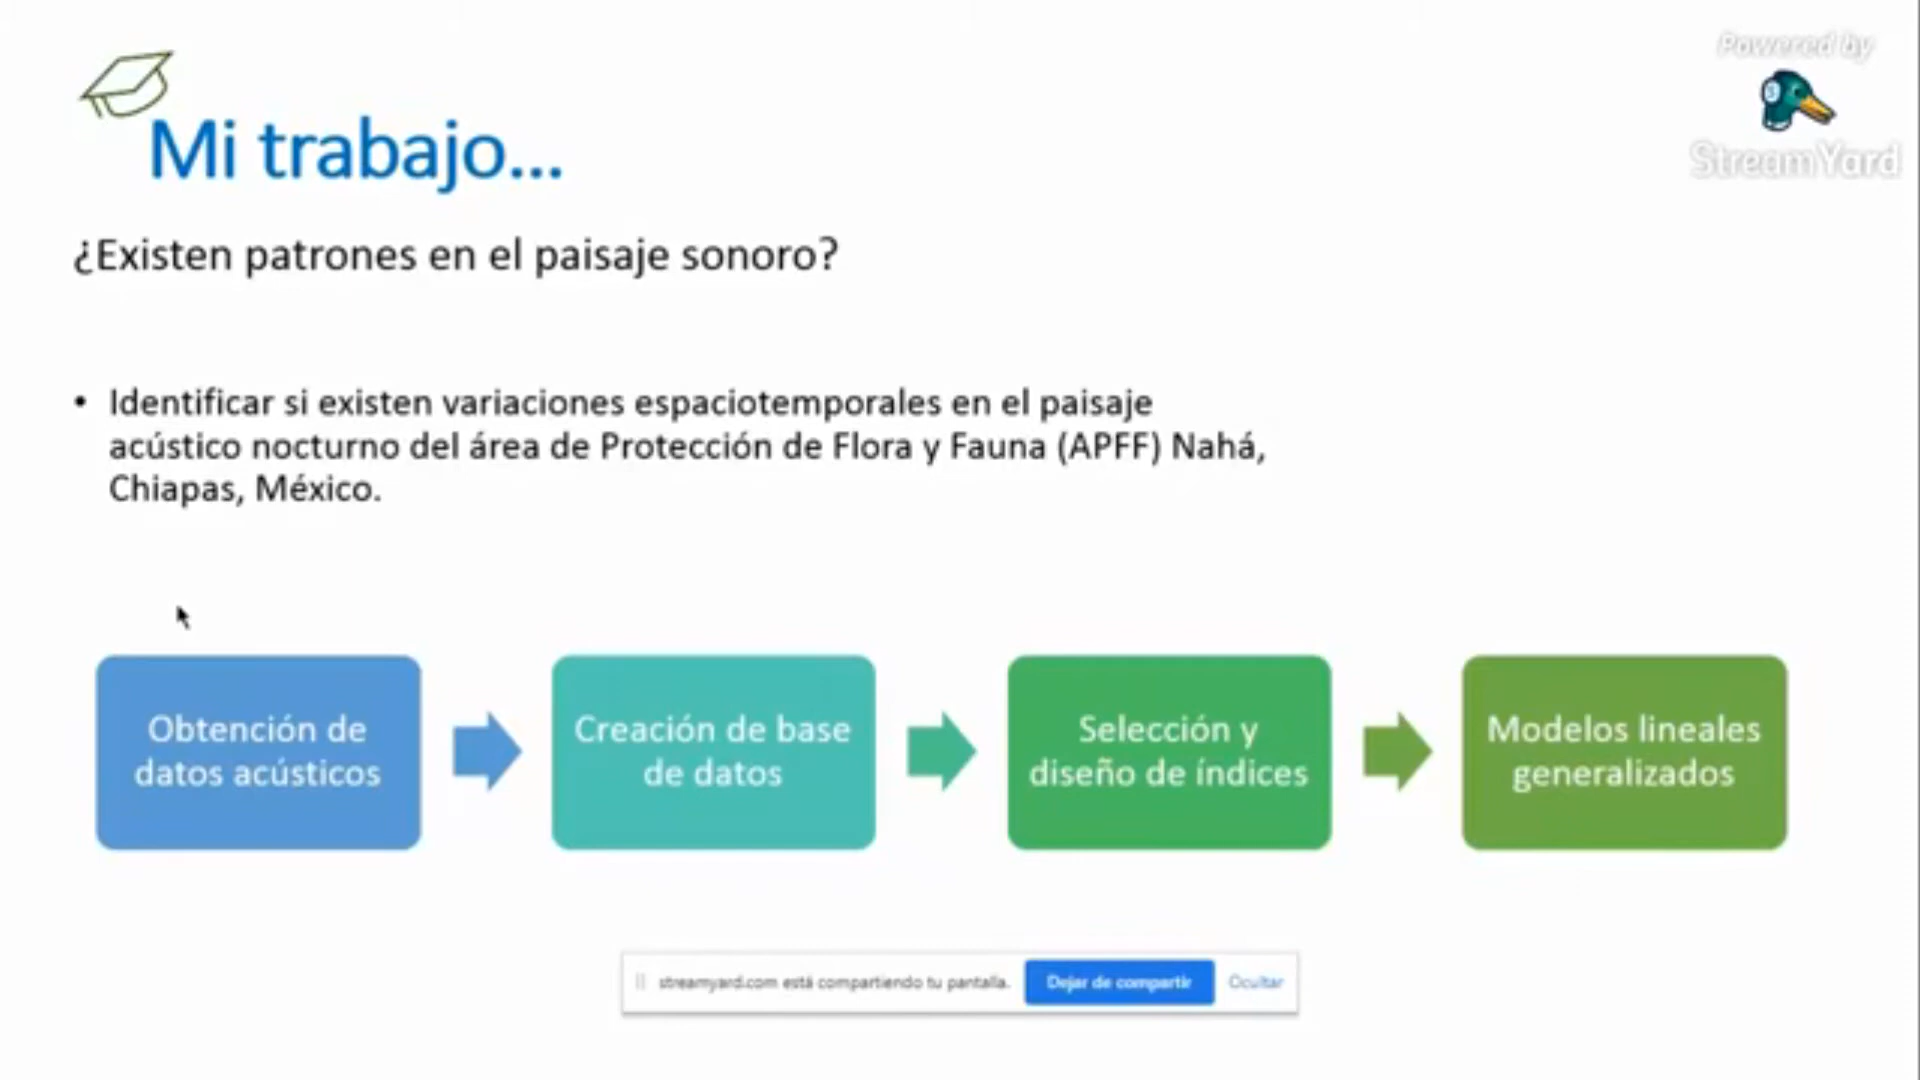 Powered by
StreamYard
Mi trabajo...
¿Existen patrones en el paisaje sonoro?
• Identificar si existen variaciones espaciotemporales en el paisaje
acústico nocturno del área de Protección de Flora y Fauna (APFF) Nahá,
Chiapas, México.
Obtención de
datos acústicos
Creación de base
de datos
Selección y
diseño de índices
Modelos lineales
generalizados
streamyard.com está compartiendo tu pantalla.
Dejar de compartir
Ocultar